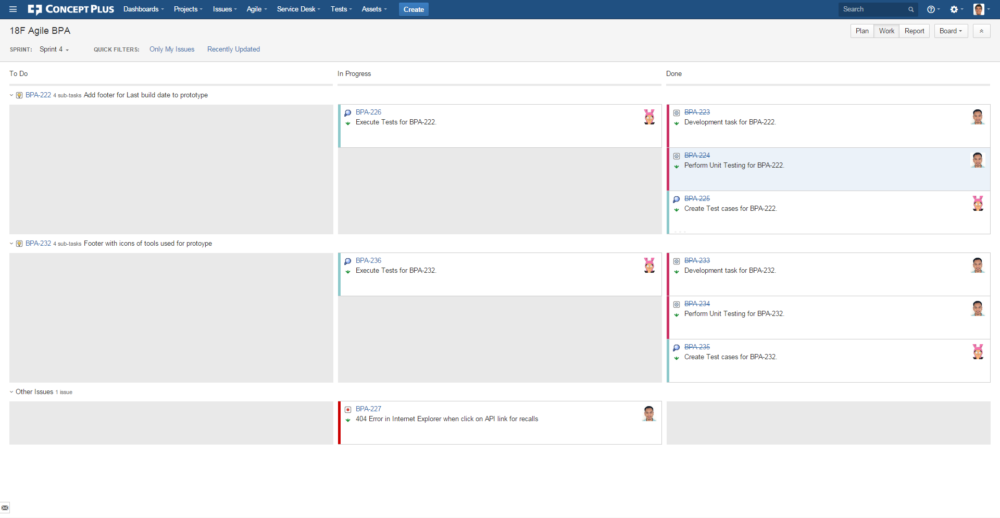 CONCEPT PLUS Dashboards Projects Issues Agile Service Desk Tests Assets Create Search
18F Agile BPA Plan Work Report Board
SPRINT: Sprint 4 QUICK FILTERS: Only My Issues Recently Updated
To Do In Progress Done
BPA-222 4 sub-tasks Add footer for Last build date to prototype
BPA-226
Execute Tests for BPA-222.
BPA-223
Development task for BPA-222.
BPA-224
Perform Unit Testing for BPA-222.
BPA-225
Create Test cases for BPA-222.
BPA-232 4 sub-tasks Footer with icons of tools used for protoype
BPA-236
Execute Tests for BPA-232.
BPA-233
Development task for BPA-232.
BPA-234
Perform Unit Testing for BPA-232.
BPA-235
Create Test cases for BPA-232.
Other Issues 1 issue
BPA-227
404 Error in Internet Explorer when click on API link for recalls